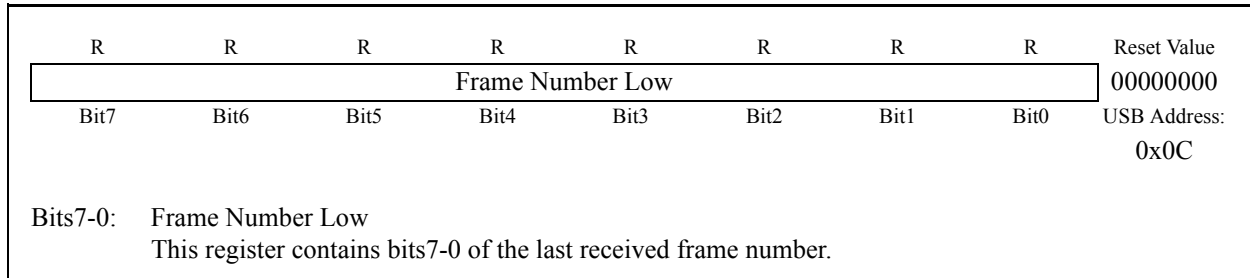 R R R R R R R R Reset Value
Frame Number Low 00000000
Bit7 Bit6 Bit5 Bit4 Bit3 Bit2 Bit1 Bit0 USB Address:
0x0C
Bits7-0: Frame Number Low
This register contains bits7-0 of the last received frame number.